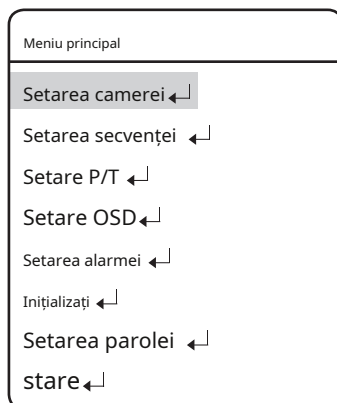 Meniu principal
Setarea camerei
Setarea secvenței
Setare P/T
Setare OSD
Setarea alarmei
Inițializați
Setarea parolei
stare